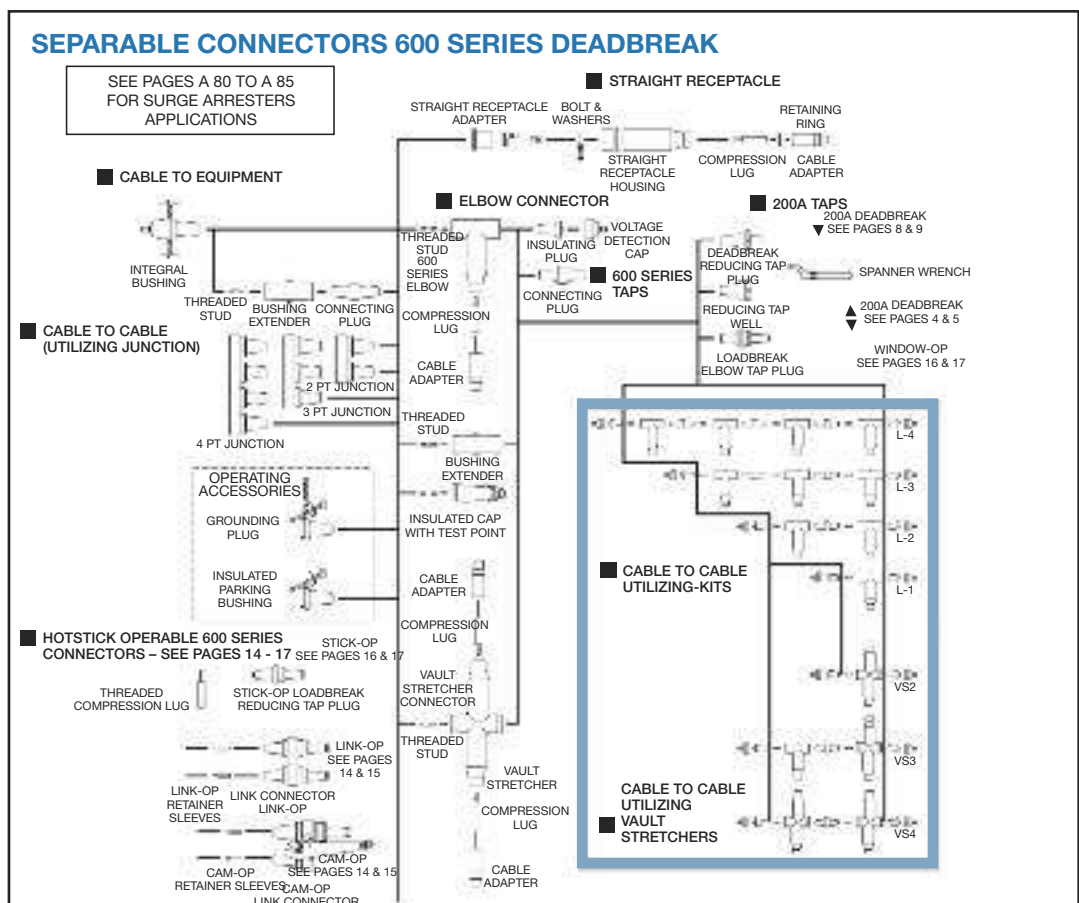 SEPARABLE CONNECTORS 600 SERIES DEADBREAK
SEE PAGES A 80 TO A 85
FOR SURGE ARRESTERS
APPLICATIONS
STRAIGHT RECEPTACLE
STRAIGHT RECEPTACLE
ADAPTER
BOLT &
WASHERS
RETAINING
RING
STRAIGHT
RECEPTACLE
HOUSING
COMPRESSION
LUG
CABLE
ADAPTER
CABLE TO EQUIPMENT
INTEGRAL
BUSHING
THREADED
STUD
BUSHING
EXTENDER
CONNECTING
PLUG
ELBOW CONNECTOR
THREADED
STUD
600
SERIES
ELBOW
INSULATING
PLUG
VOLTAGE
DETECTION
CAP
600 SERIES
TAPS
CONNECTING
PLUG
COMPRESSION
LUG
CABLE
ADAPTER
200A TAPS
200A DEADBREAK
▼ SEE PAGES 8 & 9
DEADBREAK
REDUCING TAP
PLUG
SPANNER WRENCH
REDUCING TAP
WELL
▲ 200A DEADBREAK
▼ SEE PAGES 4 & 5
LOADBREAK
ELBOW TAP PLUG
WINDOW-OP
SEE PAGES 16 & 17
CABLE TO CABLE
(UTILIZING JUNCTION)
2 PT JUNCTION
3 PT JUNCTION
4 PT JUNCTION
THREADED
STUD
BUSHING
EXTENDER
INSULATED CAP
WITH TEST POINT
OPERATING
ACCESSORIES
GROUNDING
PLUG
INSULATED
PARKING
BUSHING
CABLE
ADAPTER
COMPRESSION
LUG
VAULT
STRETCHER
CONNECTOR
THREADED
STUD
VAULT
STRETCHER
COMPRESSION
LUG
CABLE
ADAPTER
L-4
L-3
L-2
L-1
CABLE TO CABLE
UTILIZING-KITS
VS2
VS3
VS4
CABLE TO CABLE
UTILIZING
VAULT
STRETCHERS
HOTSTICK OPERABLE 600 SERIES
CONNECTORS – SEE PAGES 14 - 17
STICK-OP
SEE PAGES 16 & 17
THREADED
COMPRESSION LUG
STICK-OP LOADBREAK
REDUCING TAP PLUG
LINK-OP
SEE PAGES
14 & 15
LINK-OP
RETAINER
SLEEVES
LINK CONNECTOR
LINK-OP
CAM-OP
SEE PAGES 14 & 15
CAM-OP
RETAINER SLEEVES
CAM-OP
LINK CONNECTOR